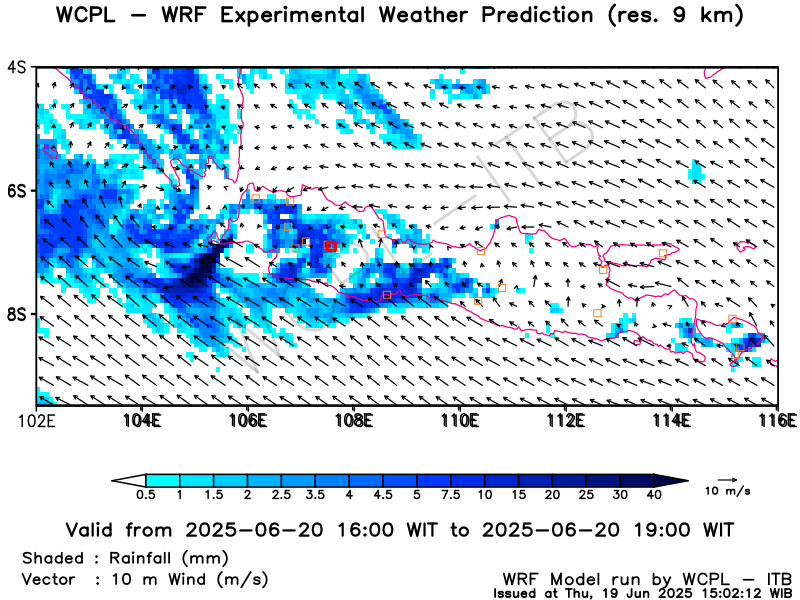 WCPL – WRF Experimental Weather Prediction (res. 9 km)
4S
6S
8S
102E 104E 106E 108E 110E 112E 114E 116E
WCPL – ITB
0.5 1 1.5 2 2.5 3.5 4 4.5 5 7.5 10 15 20 25 30 40
10 m/s
Valid from 2025-06-20 16:00 WIT to 2025-06-20 19:00 WIT
Shaded : Rainfall (mm)
Vector : 10 m Wind (m/s)
WRF Model run by WCPL – ITB
Issued at Thu, 19 Jun 2025 15:02:12 WIB